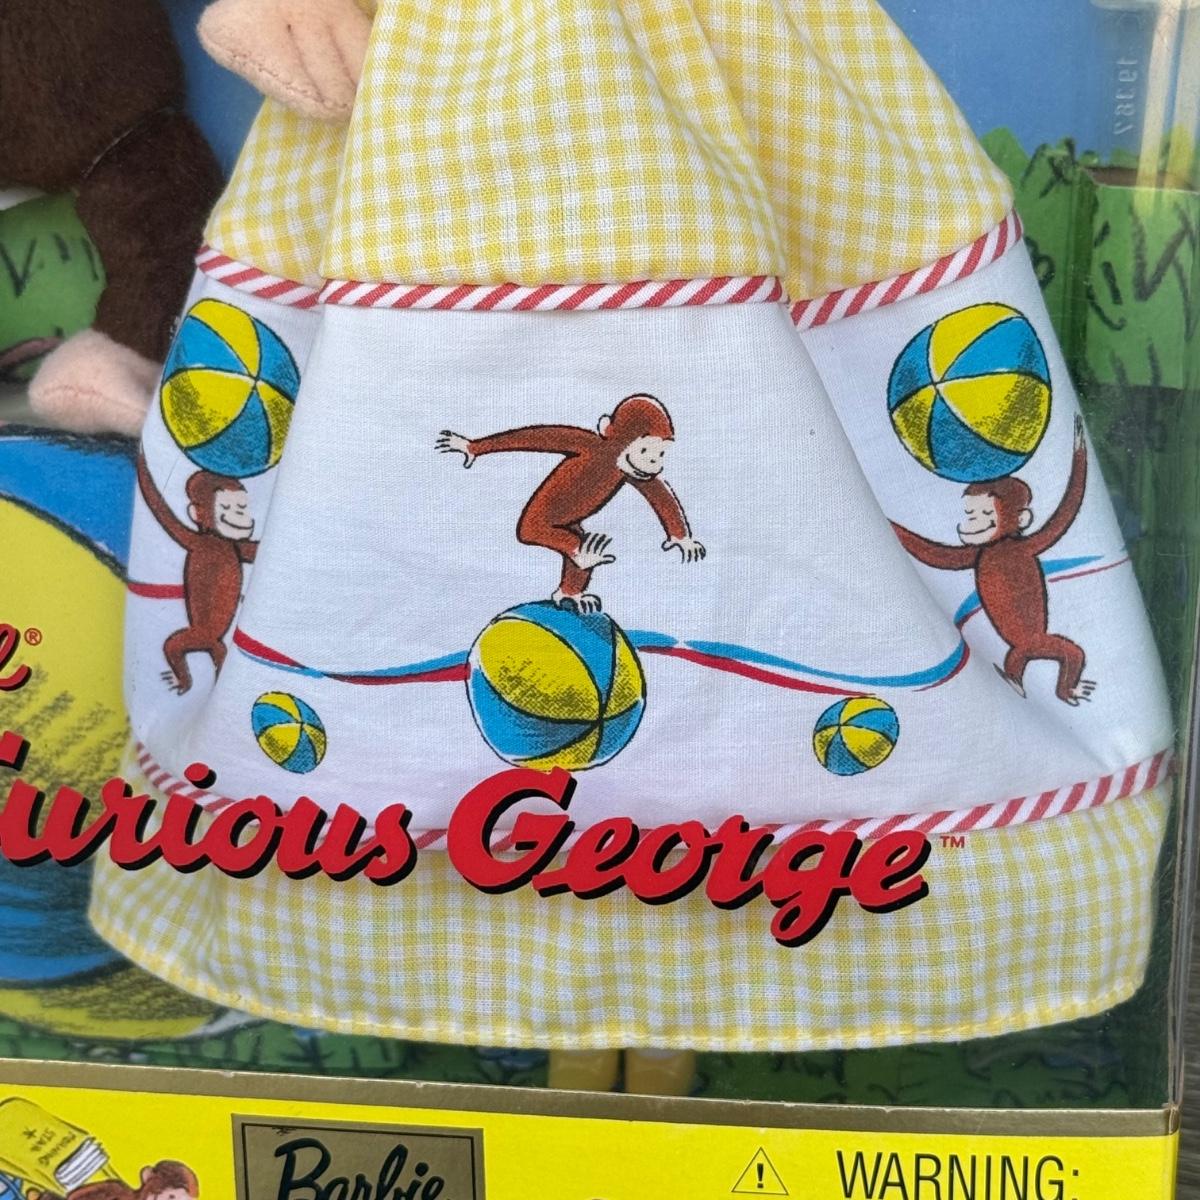 e®
Curious George™
Barbie
⚠ WARNING: